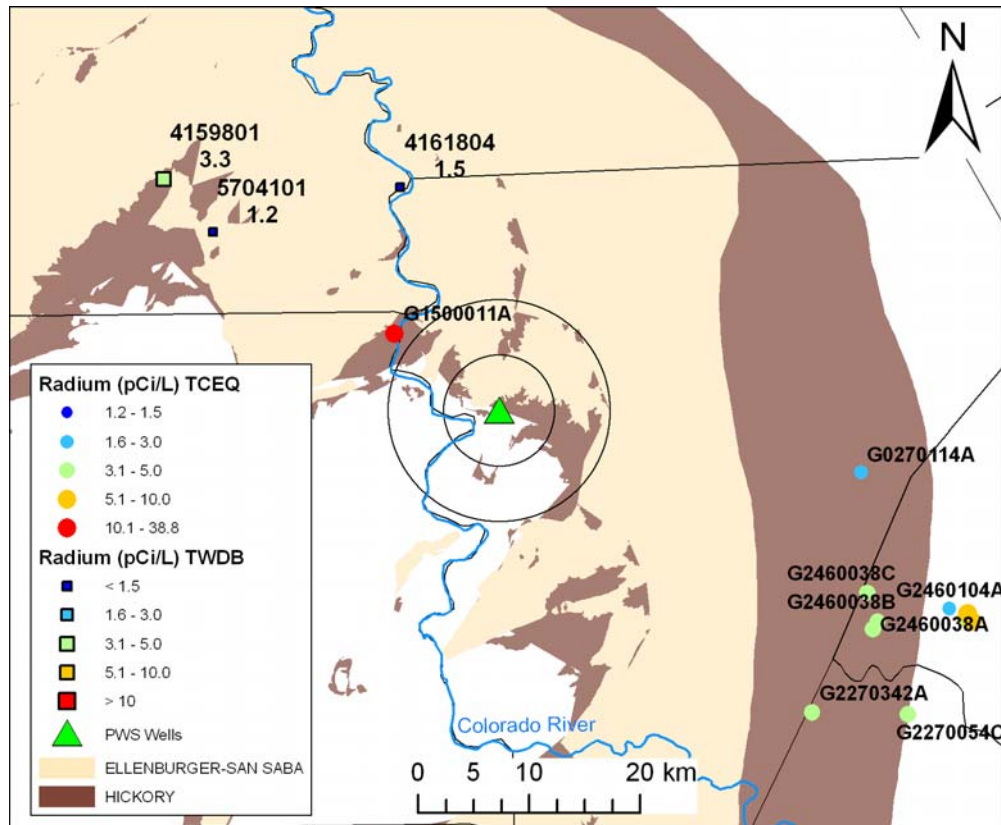 N
4159801
3.3
5704101
1.2
4161804
1.5
G1500011A
G0270114A
G2460038C
G2460104A
G2460038B
G2460038A
G2270342A
G2270054C
Radium (pCi/L) TCEQ
1.2 - 1.5
1.6 - 3.0
3.1 - 5.0
5.1 - 10.0
10.1 - 38.8
Radium (pCi/L) TWDB
< 1.5
1.6 - 3.0
3.1 - 5.0
5.1 - 10.0
> 10
PWS Wells
ELLENBURGER-SAN SABA
HICKORY
Colorado River
0 5 10 20 km